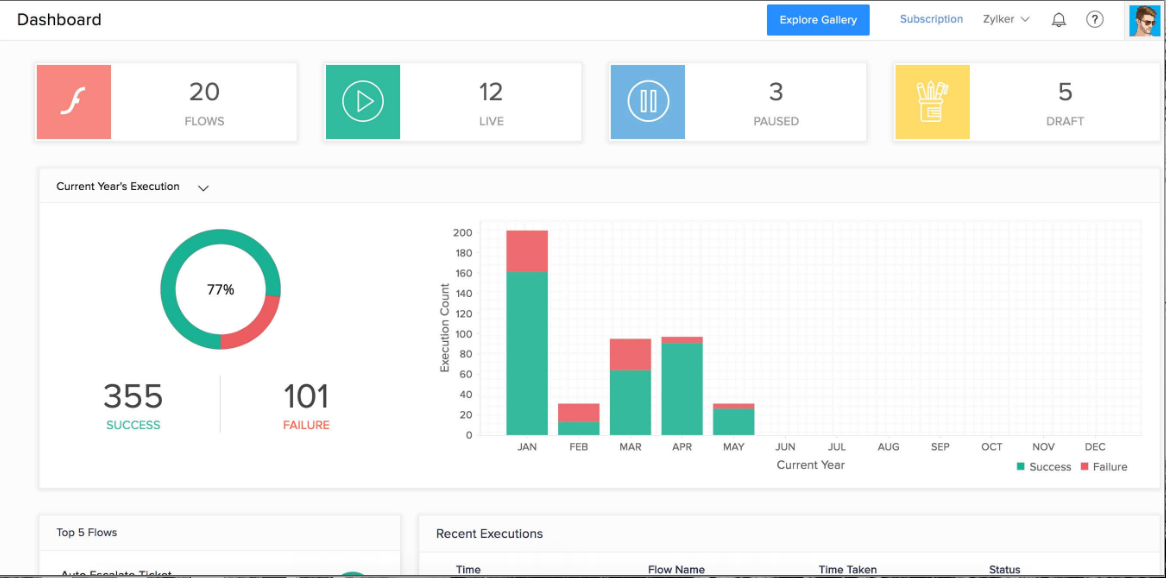 Dashboard
Explore Gallery
Subscription
Zylker
?
20
FLOWS
12
LIVE
3
PAUSED
5
DRAFT
Current Year's Execution
77%
355
SUCCESS
101
FAILURE
Execution Count
200
180
160
140
120
100
80
60
40
20
0
JAN FEB MAR APR MAY JUN JUL AUG SEP OCT NOV DEC
Current Year
Success Failure
Top 5 Flows
Auto Escalate Ticket
Recent Executions
Time Flow Name Time Taken Status